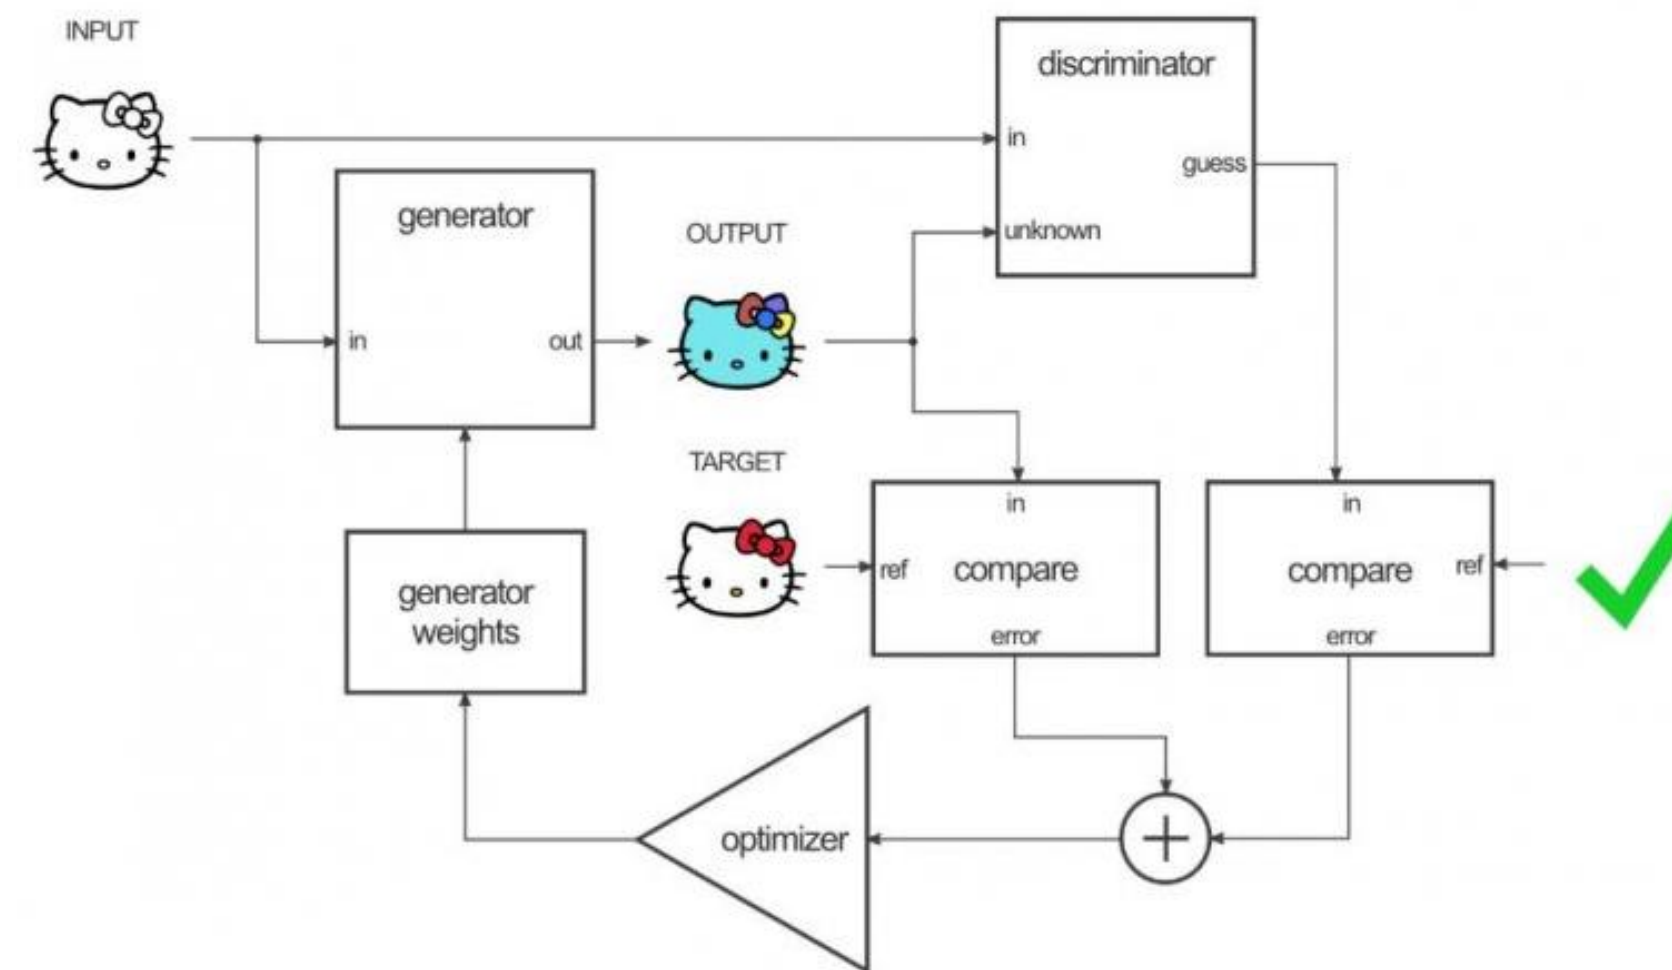 INPUT
discriminator
in
guess
generator
OUTPUT
unknown
in
out
TARGET
in
in
generator
weights
ref
compare
compare
ref
error
error
optimizer
+